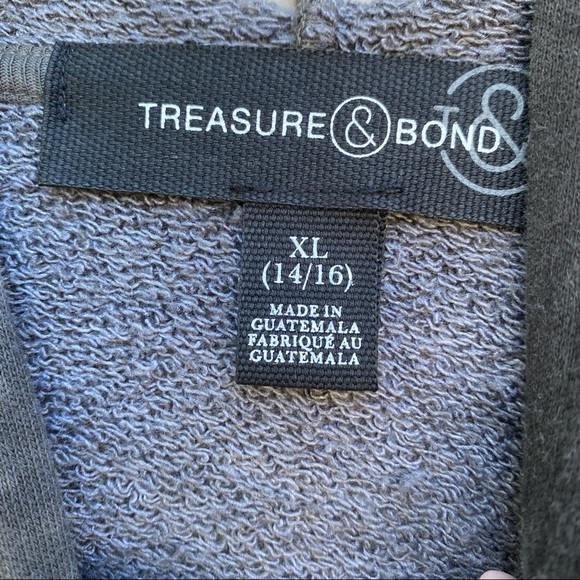 TREASURE & BOND T&
XL
(14/16)
MADE IN
GUATEMALA
FABRIQUÉ AU
GUATEMALA